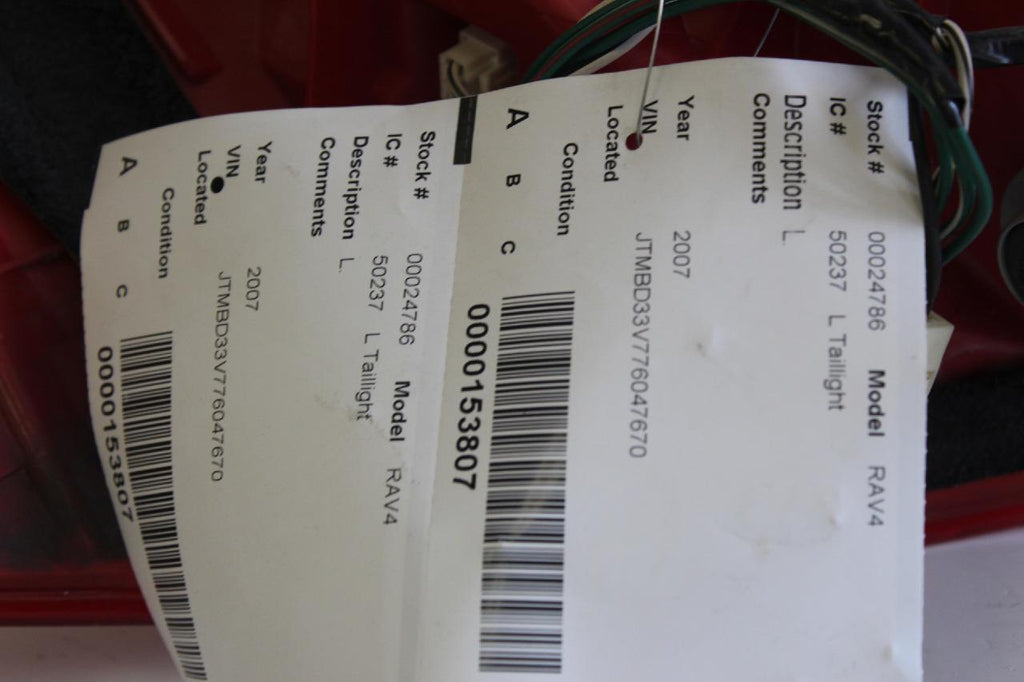 Stock # 00024786 Model RAV4
IC # 50237 L Taillight
Description L.
Comments
Year 2007
VIN JTMBD33V776047670
Located
Condition
A B C
0000153807
Stock # 00024786 Model RAV4
IC # 50237 L Taillight
Description L.
Comments
Year 2007
VIN JTMBD33V776047670
Located
Condition
A B C
0000153807